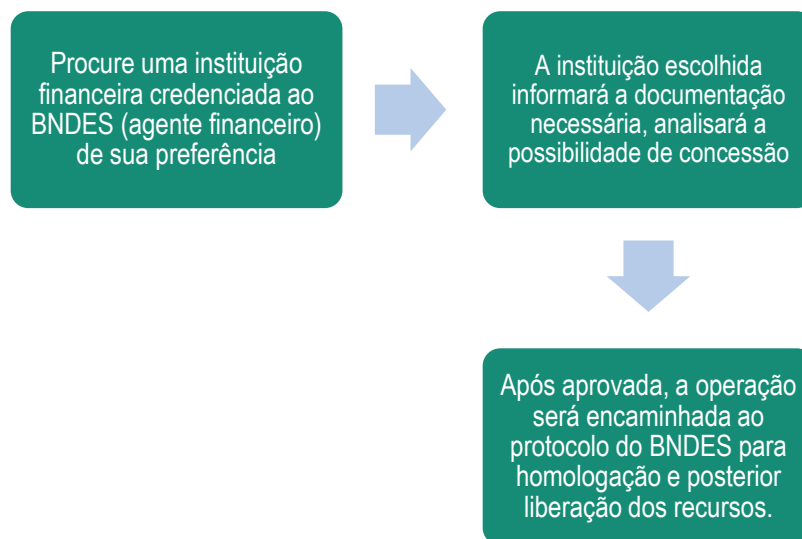 Procure uma instituição
financeira credenciada ao
BNDES (agente financeiro)
de sua preferência
A instituição escolhida
informará a documentação
necessária, analisará a
possibilidade de concessão
Após aprovada, a operação
será encaminhada ao
protocolo do BNDES para
homologação e posterior
liberação dos recursos.